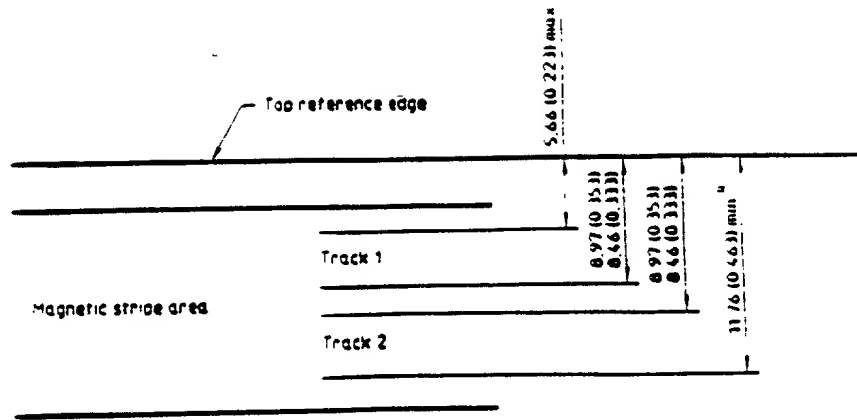 5.66 (0.223) max
Top reference edge
8.97 (0.353)
8.46 (0.333)
8.97 (0.353)
8.46 (0.333)
11.76 (0.463) min
Track 1
Magnetic stripe area
Track 2